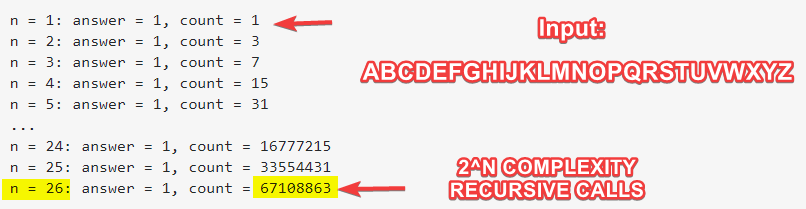 n = 1: answer = 1, count = 1
n = 2: answer = 1, count = 3
n = 3: answer = 1, count = 7
n = 4: answer = 1, count = 15
n = 5: answer = 1, count = 31
...
n = 24: answer = 1, count = 16777215
n = 25: answer = 1, count = 33554431
n = 26: answer = 1, count = 67108863
Input:
ABCDEFGHIJKLMNOPQRSTUVWXYZ
2^N COMPLEXITY
RECURSIVE CALLS